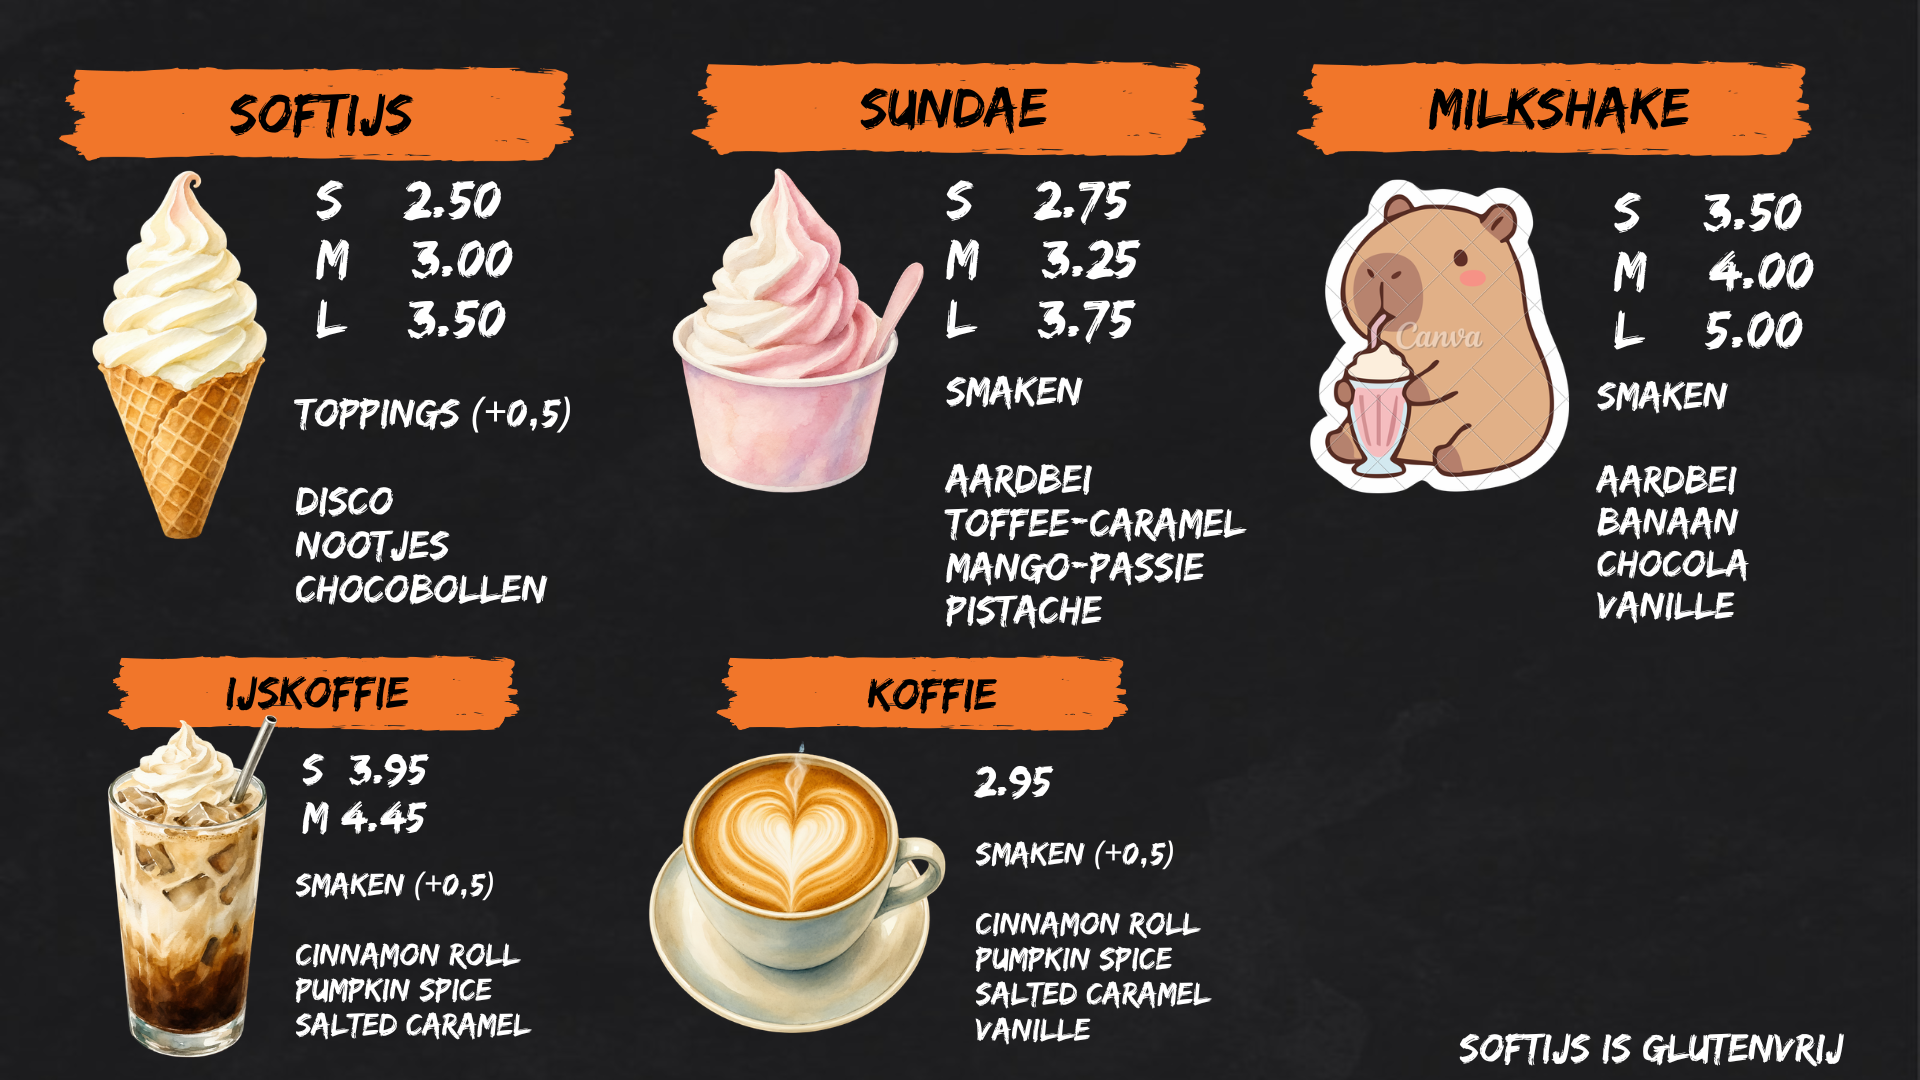 SOFTIJS
S 2.50
M 3.00
L 3.50
TOPPINGS (+0,5)
DISCO
NOOTJES
CHOCOBOLLEN
SUNDAE
S 2.75
M 3.25
L 3.75
SMAKEN
AARDBEI
TOFFEE-CARAMEL
MANGO-PASSIE
PISTACHE
MILKSHAKE
Canva
S 3.50
M 4.00
L 5.00
SMAKEN
AARDBEI
BANAAN
CHOCOLA
VANILLE
IJSKOFFIE
S 3.95
M 4.45
SMAKEN (+0,5)
CINNAMON ROLL
PUMPKIN SPICE
SALTED CARAMEL
KOFFIE
2.95
SMAKEN (+0,5)
CINNAMON ROLL
PUMPKIN SPICE
SALTED CARAMEL
VANILLE
SOFTIJS IS GLUTENVRIJ